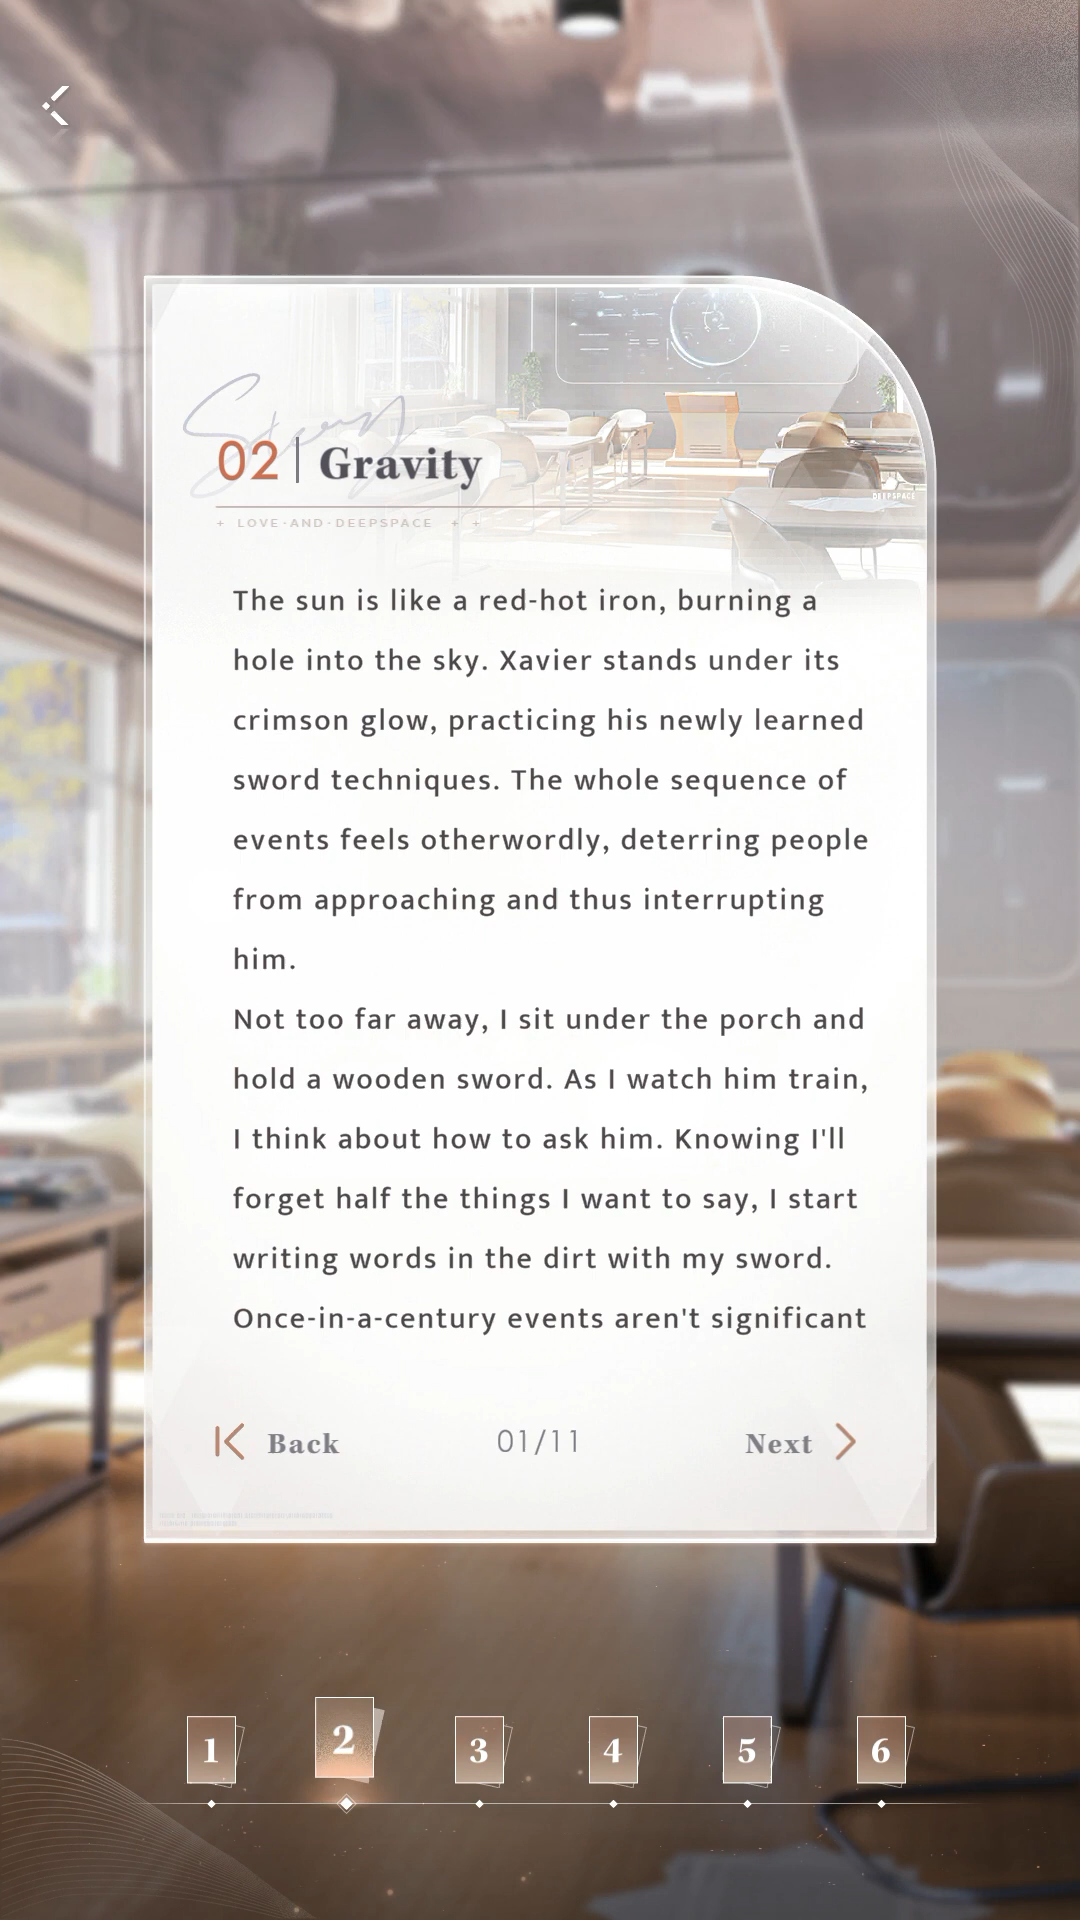 02 | Gravity
LOVE·AND·DEEPSPACE
DEEPSPACE
The sun is like a red-hot iron, burning a
hole into the sky. Xavier stands under its
crimson glow, practicing his newly learned
sword techniques. The whole sequence of
events feels otherwordly, deterring people
from approaching and thus interrupting
him.
Not too far away, I sit under the porch and
hold a wooden sword. As I watch him train,
I think about how to ask him. Knowing I'll
forget half the things I want to say, I start
writing words in the dirt with my sword.
Once-in-a-century events aren't significant
Back 01/11 Next
1 2 3 4 5 6